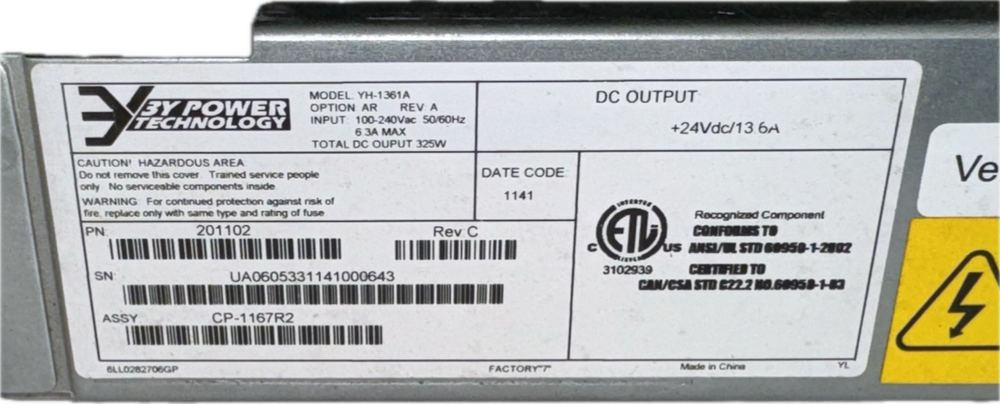 3Y POWER
TECHNOLOGY
MODEL: YH-1361A
OPTION: AR REV: A
INPUT: 100-240Vac 50/60Hz
6.3A MAX
TOTAL DC OUPUT 325W
DC OUTPUT
+24Vdc/13.6A
CAUTION! HAZARDOUS AREA
Do not remove this cover. Trained service people
only. No serviceable components inside.
WARNING: For continued protection against risk of
fire, replace only with same type and rating of fuse
DATE CODE
1141
PN: 201102 Rev C
SN: UA0605331141000643
ASSY CP-1167R2
INTERTEK
ETL
C US
3102939
Recognized Component
CONFORMS TO
ANSI/UL STD 60950-1-2002
CERTIFIED TO
CAN/CSA STD C22.2 NO.60950-1-03
6LL0282706GP
FACTORY"7"
Made in China
YL
Ve